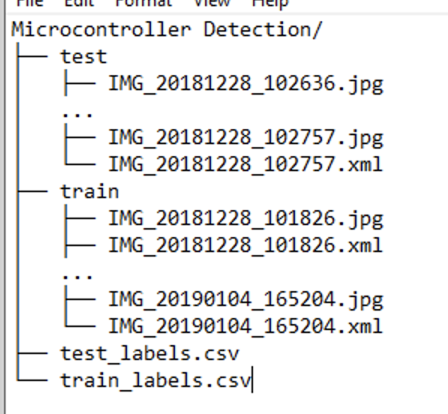 File Edit Format View Help
Microcontroller Detection/
├── test
│   ├── IMG_20181228_102636.jpg
│   ...
│   ├── IMG_20181228_102757.jpg
│   └── IMG_20181228_102757.xml
├── train
│   ├── IMG_20181228_101826.jpg
│   ├── IMG_20181228_101826.xml
│   ...
│   ├── IMG_20190104_165204.jpg
│   └── IMG_20190104_165204.xml
├── test_labels.csv
└── train_labels.csv